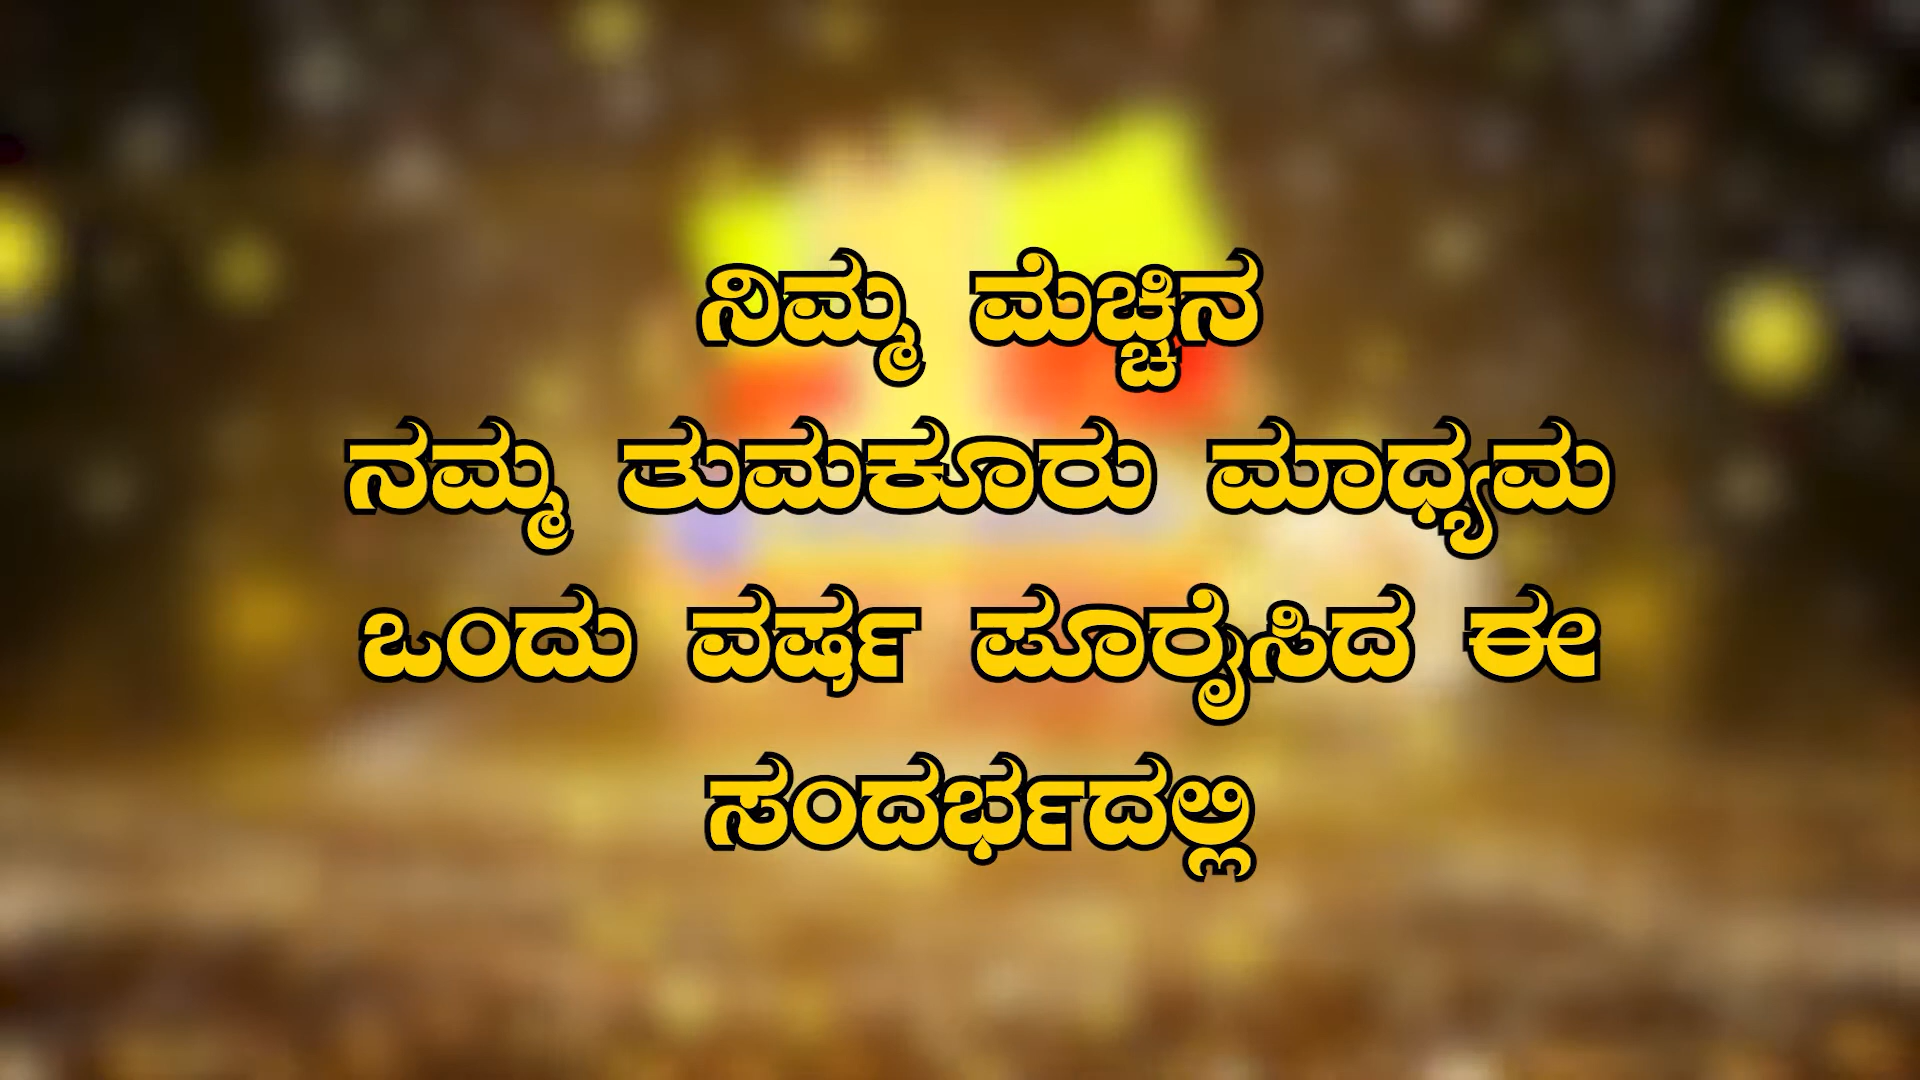 ನಿಮ್ಮ ಮೆಚ್ಚಿನ
ನಮ್ಮ ತುಮಕೂರು ಮಾಧ್ಯಮ
ಒಂದು ವರ್ಷ ಪೂರೈಸಿದ ಈ
ಸಂದರ್ಭದಲ್ಲಿ